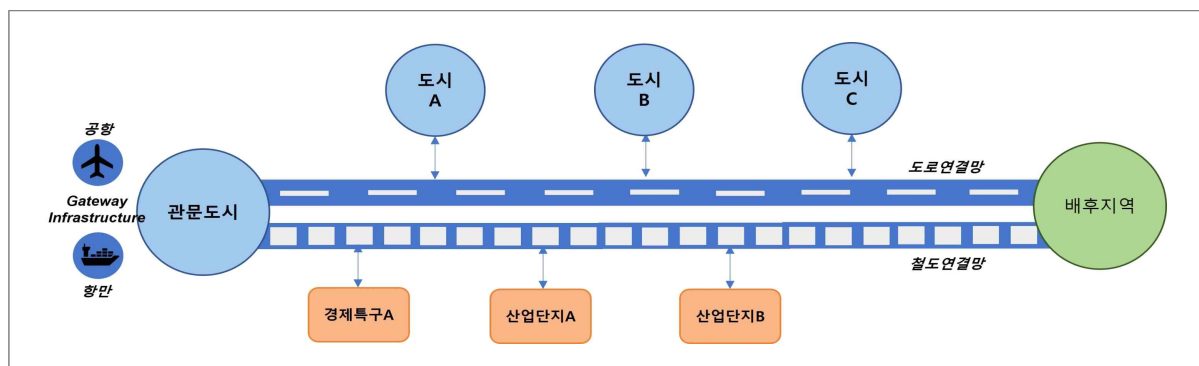 도시
A
도시
B
도시
C
공항
Gateway
Infrastructure
항만
관문도시
도로연결망
배후지역
철도연결망
경제특구A
산업단지A
산업단지B